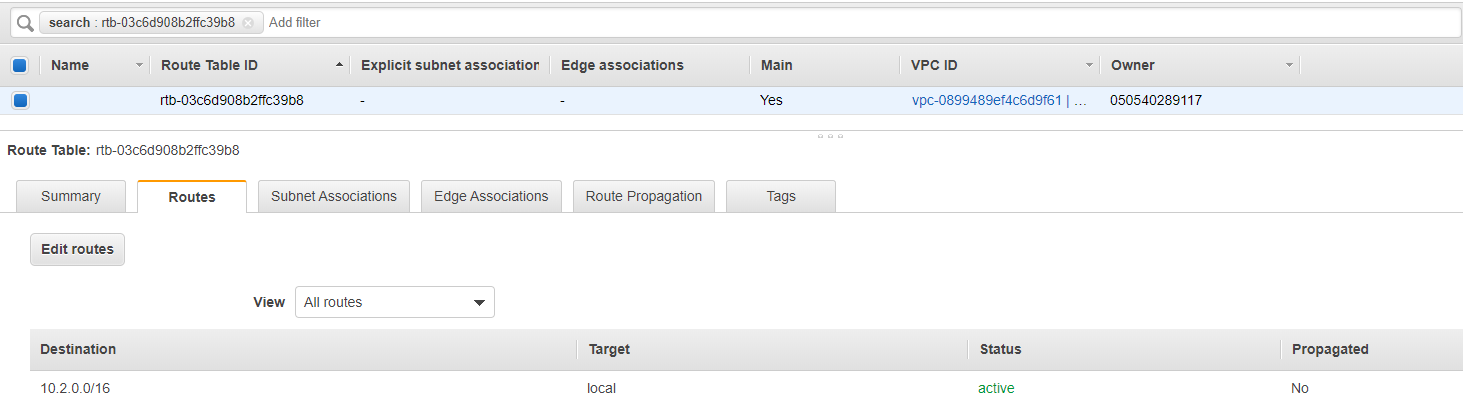 search : rtb-03c6d908b2ffc39b8 Add filter
Name Route Table ID Explicit subnet association Edge associations Main VPC ID Owner
rtb-03c6d908b2ffc39b8 - - Yes vpc-0899489ef4c6d9f61 | ... 050540289117
Route Table: rtb-03c6d908b2ffc39b8
Summary Routes Subnet Associations Edge Associations Route Propagation Tags
Edit routes
View All routes
Destination Target Status Propagated
10.2.0.0/16 local active No